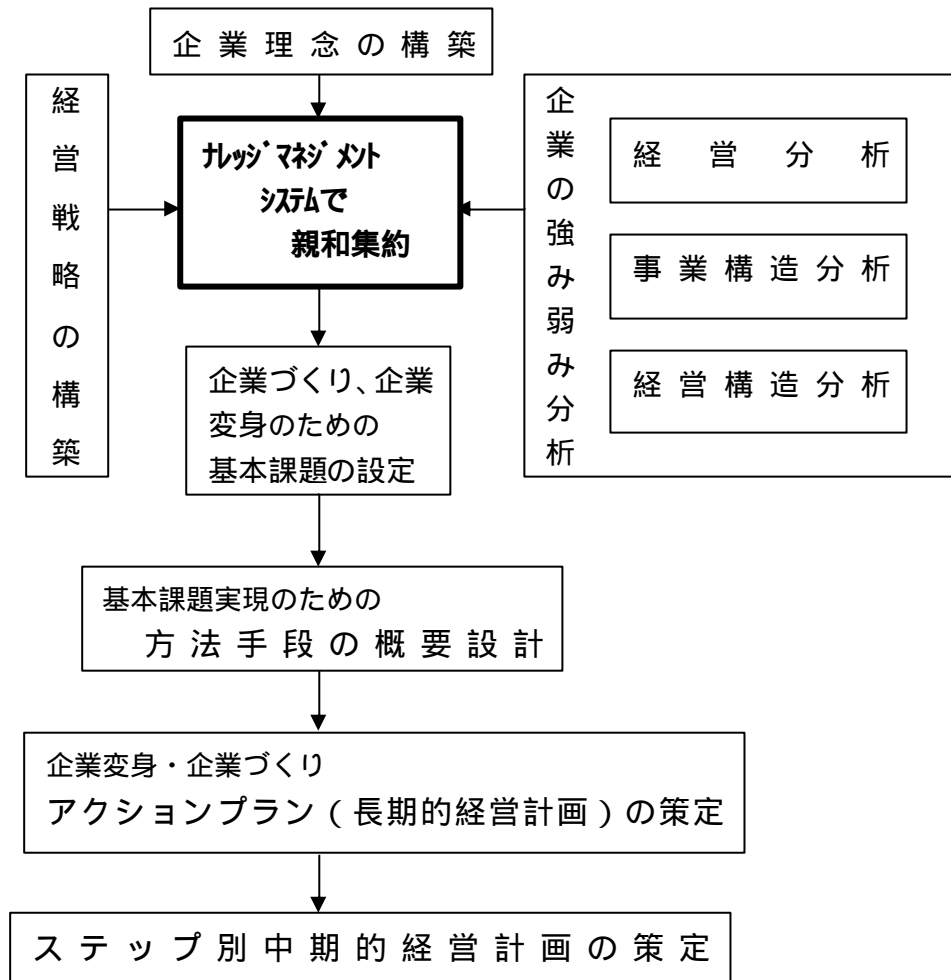 企業理念の構築
経営戦略の構築
ﾅﾚｯｼﾞﾏﾈｼﾞﾒﾝﾄ
ｼｽﾃﾑで
親和集約
企業の強み弱み分析
経営分析
事業構造分析
経営構造分析
企業づくり、企業
変身のための
基本課題の設定
基本課題実現のための
方法手段の概要設計
企業変身・企業づくり
アクションプラン(長期的経営計画)の策定
ステップ別中期的経営計画の策定